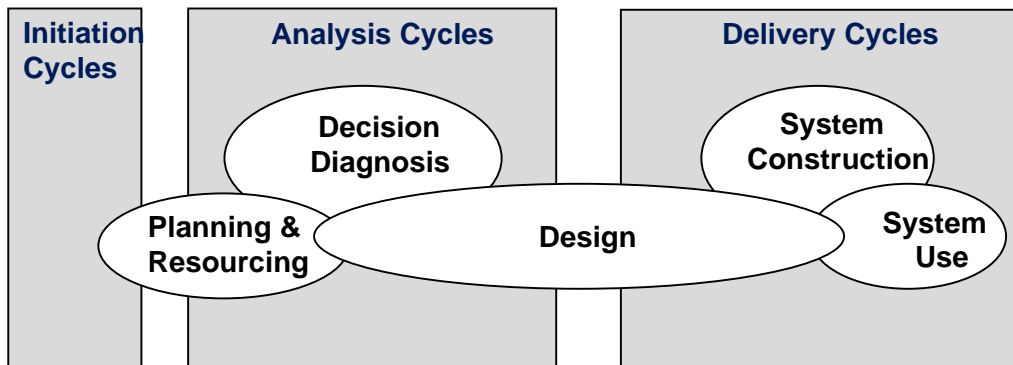 Initiation
Cycles
Analysis Cycles
Delivery Cycles
Decision
Diagnosis
System
Construction
Planning &
Resourcing
Design
System
Use